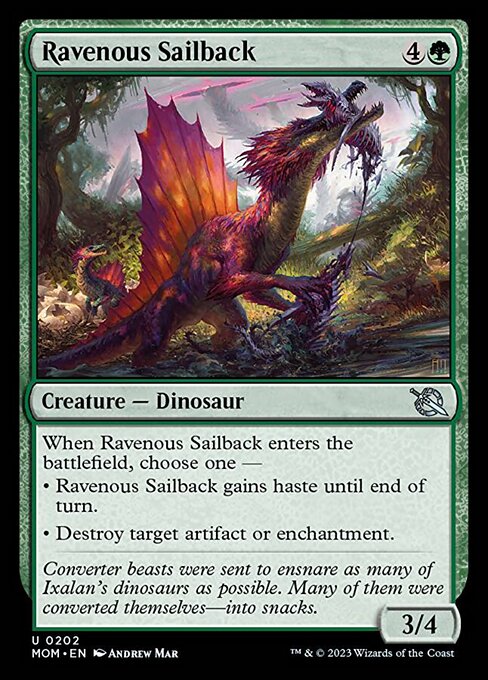 Ravenous Sailback 4
Creature — Dinosaur
When Ravenous Sailback enters the
battlefield, choose one —
• Ravenous Sailback gains haste until end of
turn.
• Destroy target artifact or enchantment.
Converter beasts were sent to ensnare as many of
Ixalan's dinosaurs as possible. Many of them were
converted themselves—into snacks.
3/4
U 0202
MOM • EN Andrew Mar
™ & © 2023 Wizards of the Coast